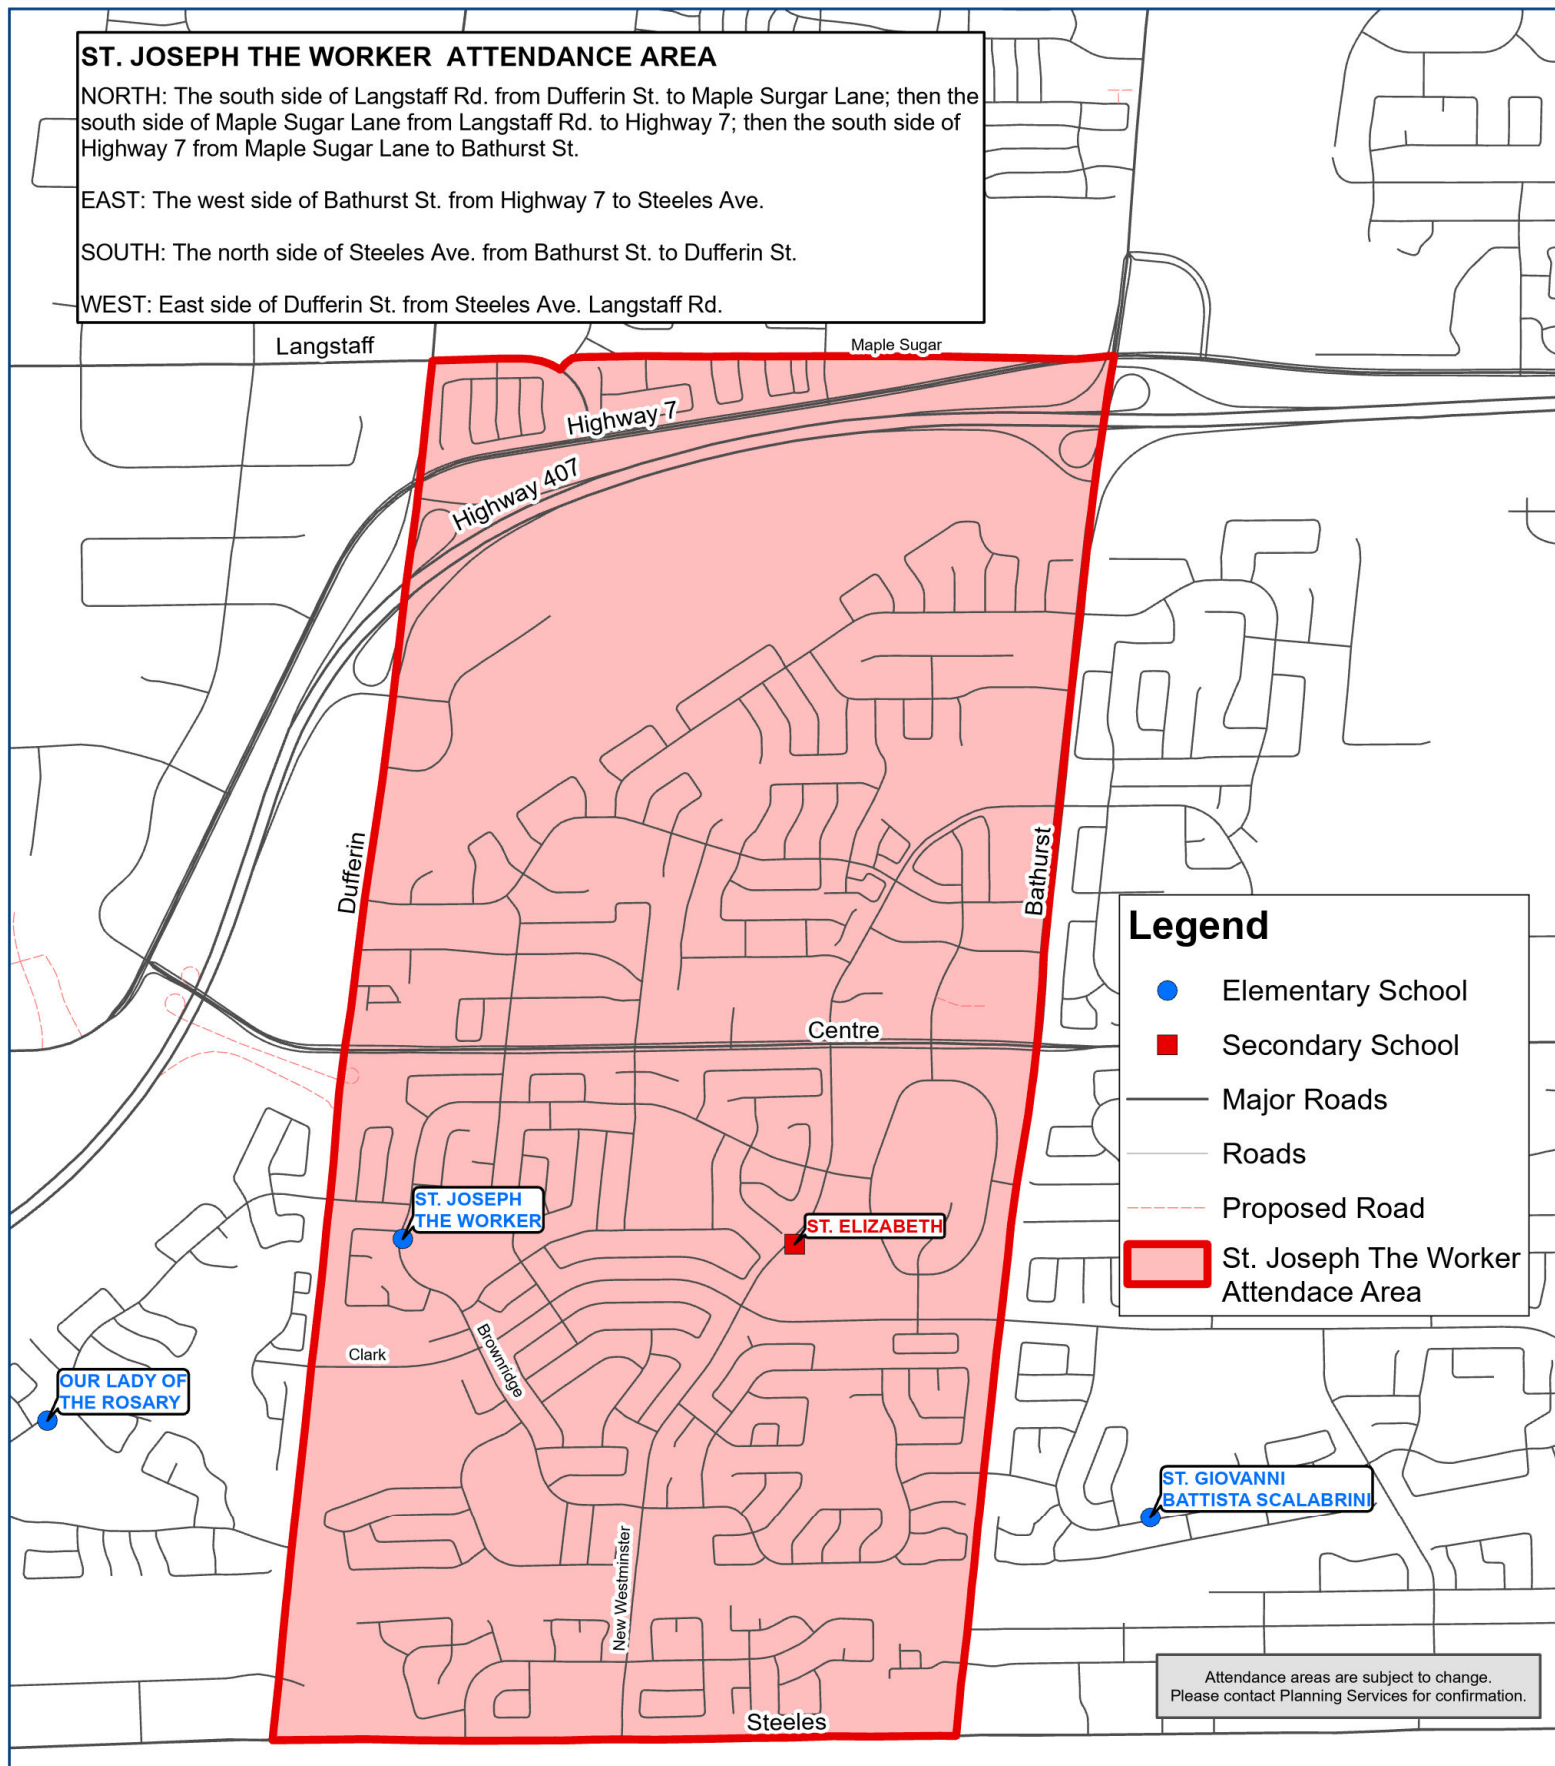 ST. JOSEPH THE WORKER  ATTENDANCE AREA
NORTH: The south side of Langstaff Rd. from Dufferin St. to Maple Surgar Lane; then the
south side of Maple Sugar Lane from Langstaff Rd. to Highway 7; then the south side of
Highway 7 from Maple Sugar Lane to Bathurst St.
EAST: The west side of Bathurst St. from Highway 7 to Steeles Ave.
SOUTH: The north side of Steeles Ave. from Bathurst St. to Dufferin St.
WEST: East side of Dufferin St. from Steeles Ave. Langstaff Rd.
Langstaff
Maple Sugar
Highway 7
Highway 407
Dufferin
Bathurst
Centre
Legend
Elementary School
Secondary School
Major Roads
Roads
Proposed Road
St. Joseph The Worker
Attendace Area
ST. JOSEPH
THE WORKER
ST. ELIZABETH
Clark
Brownridge
OUR LADY OF
THE ROSARY
ST. GIOVANNI
BATTISTA SCALABRINI
New Westminster
Steeles
Attendance areas are subject to change.
Please contact Planning Services for confirmation.